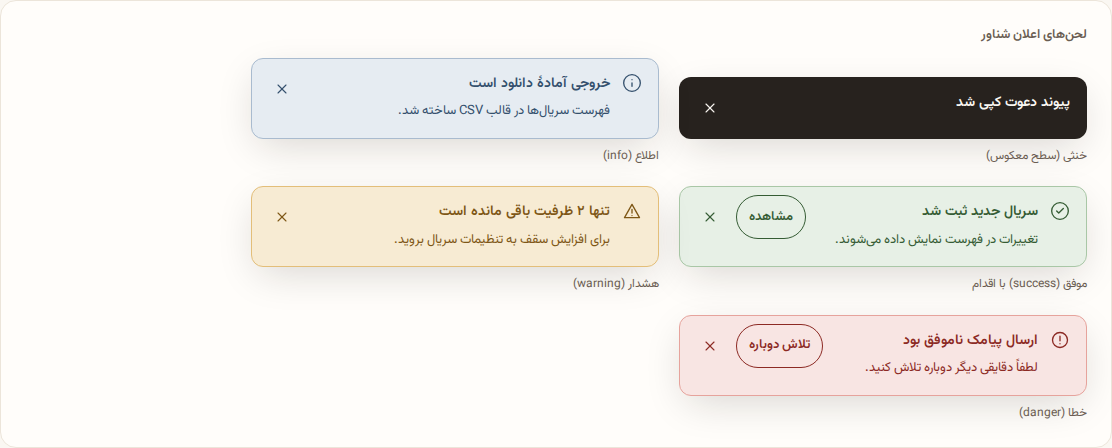 لحن‌های اعلان شناور
پیوند دعوت کپی شد
خنثی (سطح معکوس)
خروجی آمادهٔ دانلود است
فهرست سریال‌ها در قالب CSV ساخته شد.
اطلاع (info)
سریال جدید ثبت شد
تغییرات در فهرست نمایش داده می‌شوند.
مشاهده
موفق (success) با اقدام
تنها ۲ ظرفیت باقی مانده است
برای افزایش سقف به تنظیمات سریال بروید.
هشدار (warning)
ارسال پیامک ناموفق بود
لطفاً دقایقی دیگر دوباره تلاش کنید.
تلاش دوباره
خطا (danger)